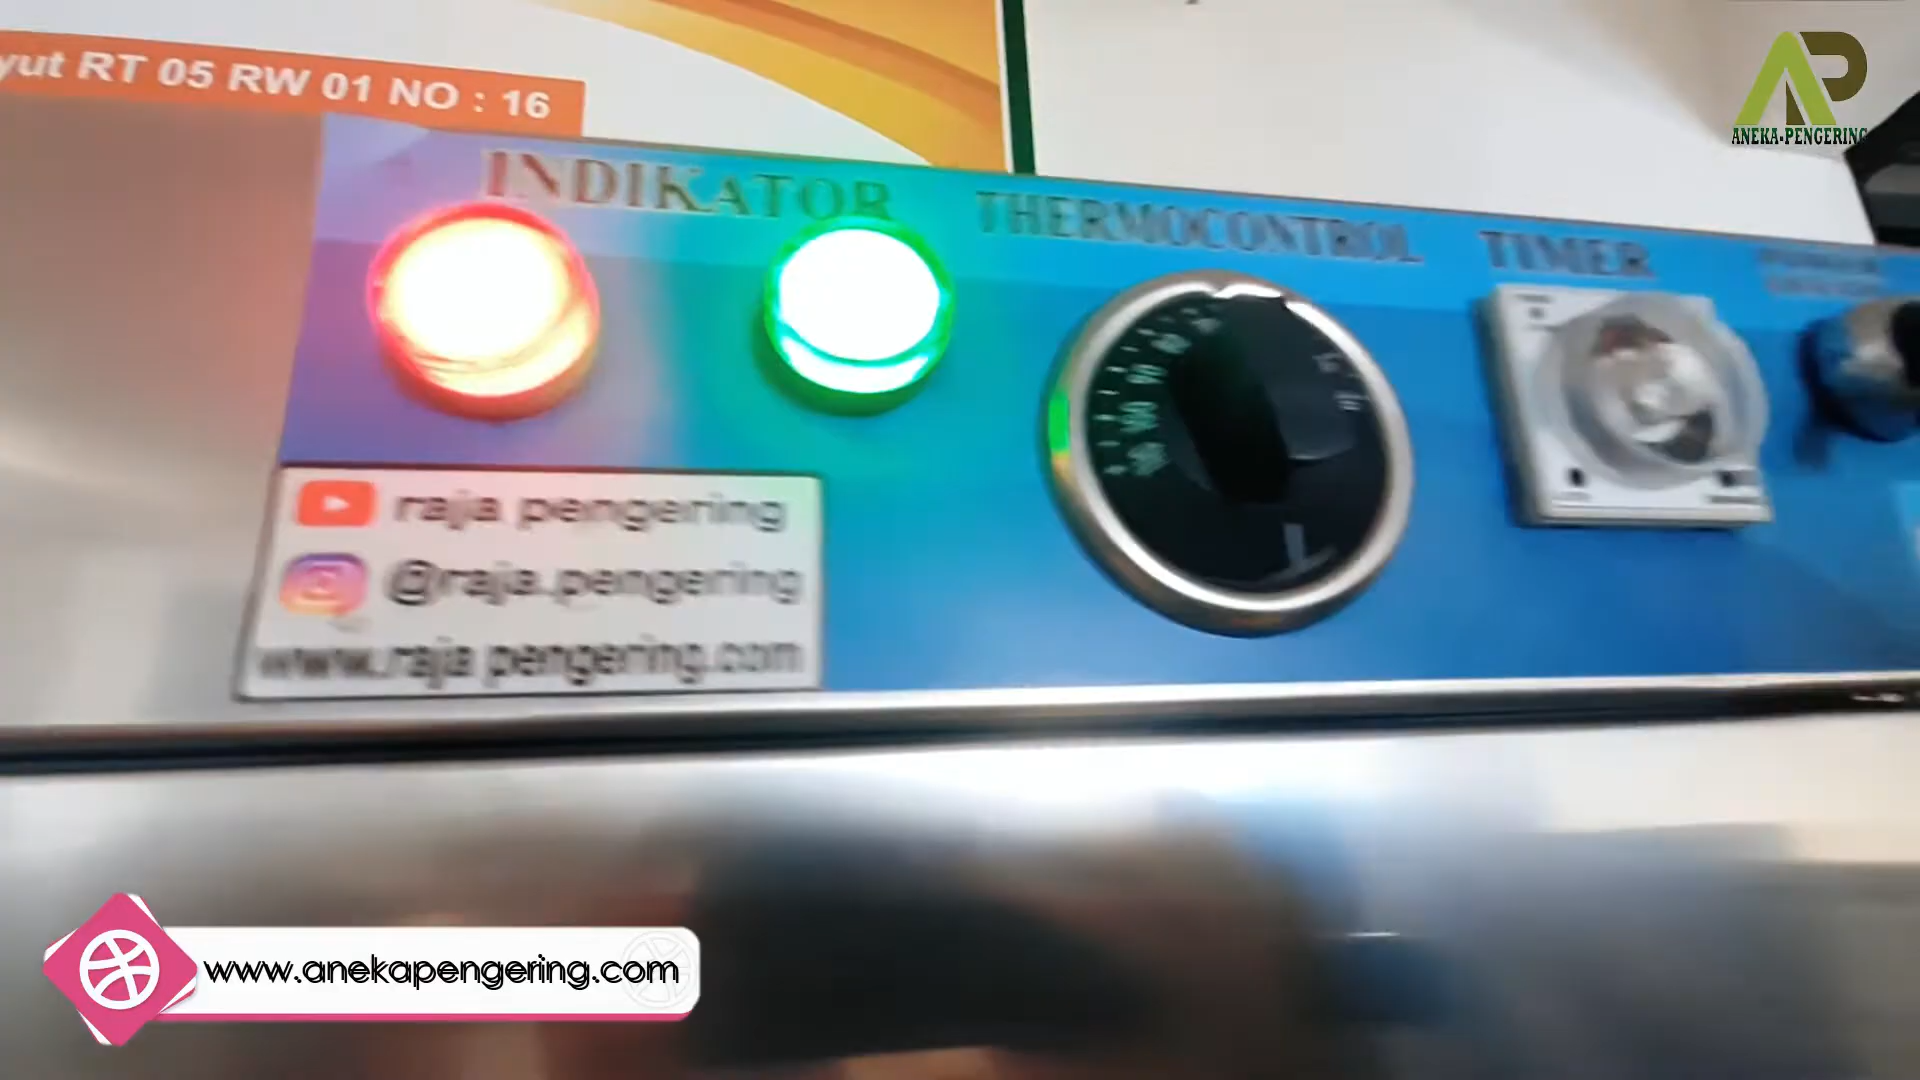 yut RT 05 RW 01 NO : 16
ANEKA-PENGERING
INDIKATOR
THERMOCONTROL
TIMER
raja pengering
@raja.pengering
www.raja pengering.com
www.anekapengering.com